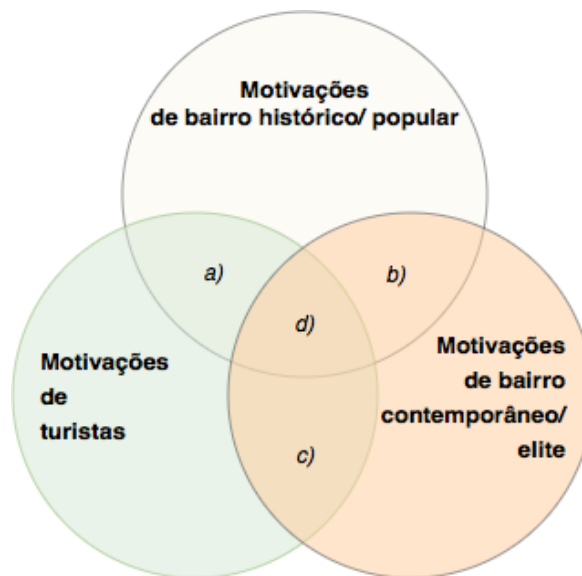 Motivações
de bairro histórico/ popular
a)
b)
d)
Motivações
de
turistas
Motivações
de bairro
contemporâneo/
elite
c)